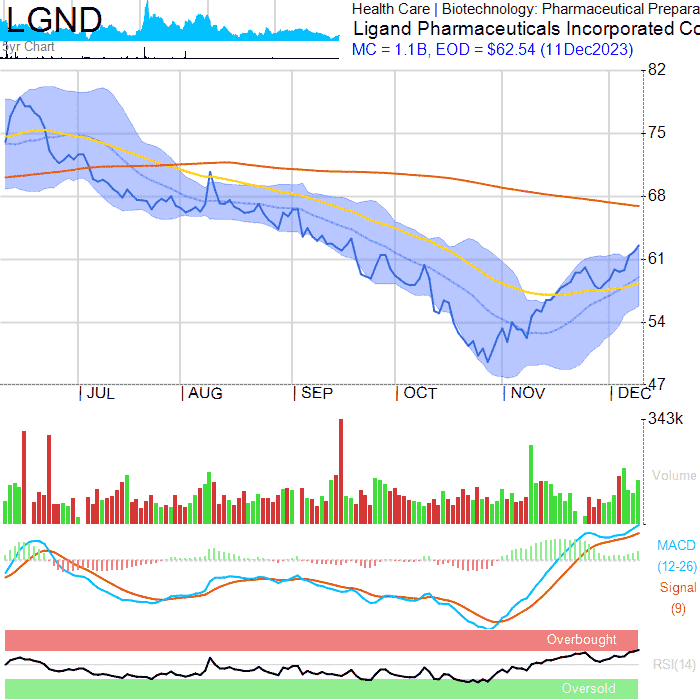 LGND
5yr Chart
Health Care | Biotechnology: Pharmaceutical Prepara
Ligand Pharmaceuticals Incorporated Co
MC = 1.1B, EOD = $62.54 (11Dec2023)
82
75
68
61
54
47
JUL
AUG
SEP
OCT
NOV
DEC
343k
Volume
MACD
(12-26)
Signal
(9)
Overbought
RSI(14)
Oversold